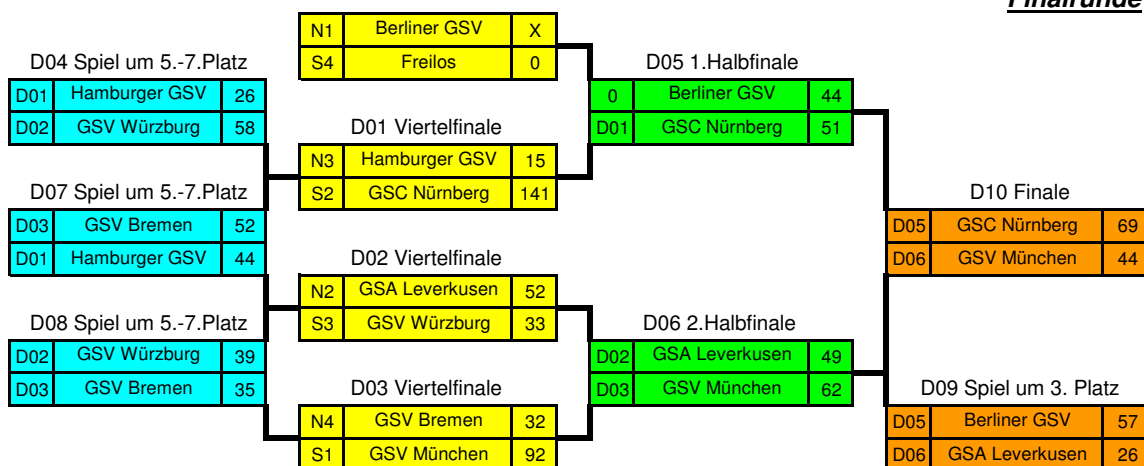 Finalrunde
N1 Berliner GSV X
S4 Freilos 0
D04 Spiel um 5.-7.Platz
D01 Hamburger GSV 26
D02 GSV Würzburg 58
D05 1.Halbfinale
0 Berliner GSV 44
D01 GSC Nürnberg 51
D01 Viertelfinale
N3 Hamburger GSV 15
S2 GSC Nürnberg 141
D07 Spiel um 5.-7.Platz
D03 GSV Bremen 52
D01 Hamburger GSV 44
D10 Finale
D05 GSC Nürnberg 69
D06 GSV München 44
D02 Viertelfinale
N2 GSA Leverkusen 52
S3 GSV Würzburg 33
D08 Spiel um 5.-7.Platz
D02 GSV Würzburg 39
D03 GSV Bremen 35
D06 2.Halbfinale
D02 GSA Leverkusen 49
D03 GSV München 62
D03 Viertelfinale
N4 GSV Bremen 32
S1 GSV München 92
D09 Spiel um 3. Platz
D05 Berliner GSV 57
D06 GSA Leverkusen 26